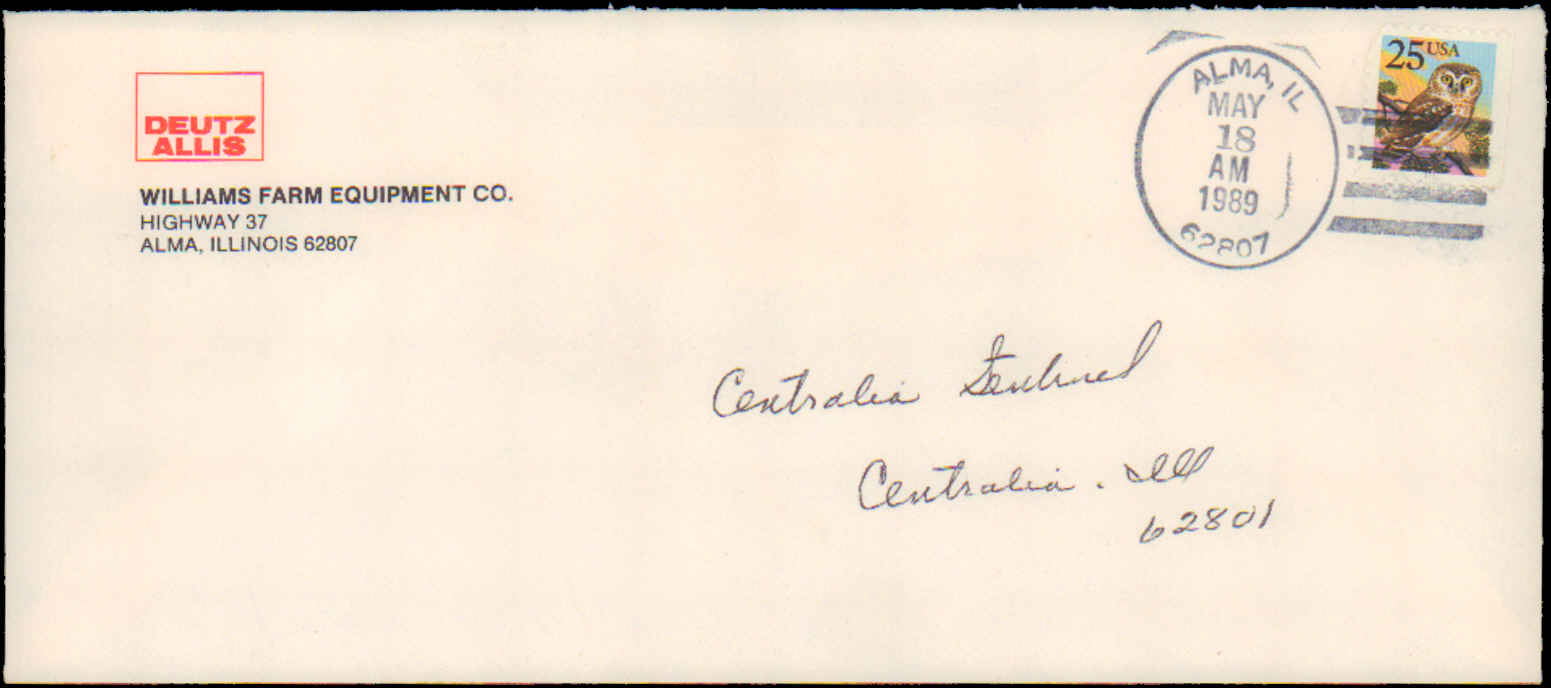 DEUTZ
ALLIS
WILLIAMS FARM EQUIPMENT CO.
HIGHWAY 37
ALMA, ILLINOIS 62807
ALMA, IL
MAY
18
AM
1989
62807
25 USA
Centralia Sentinel
Centralia. Ill
62801